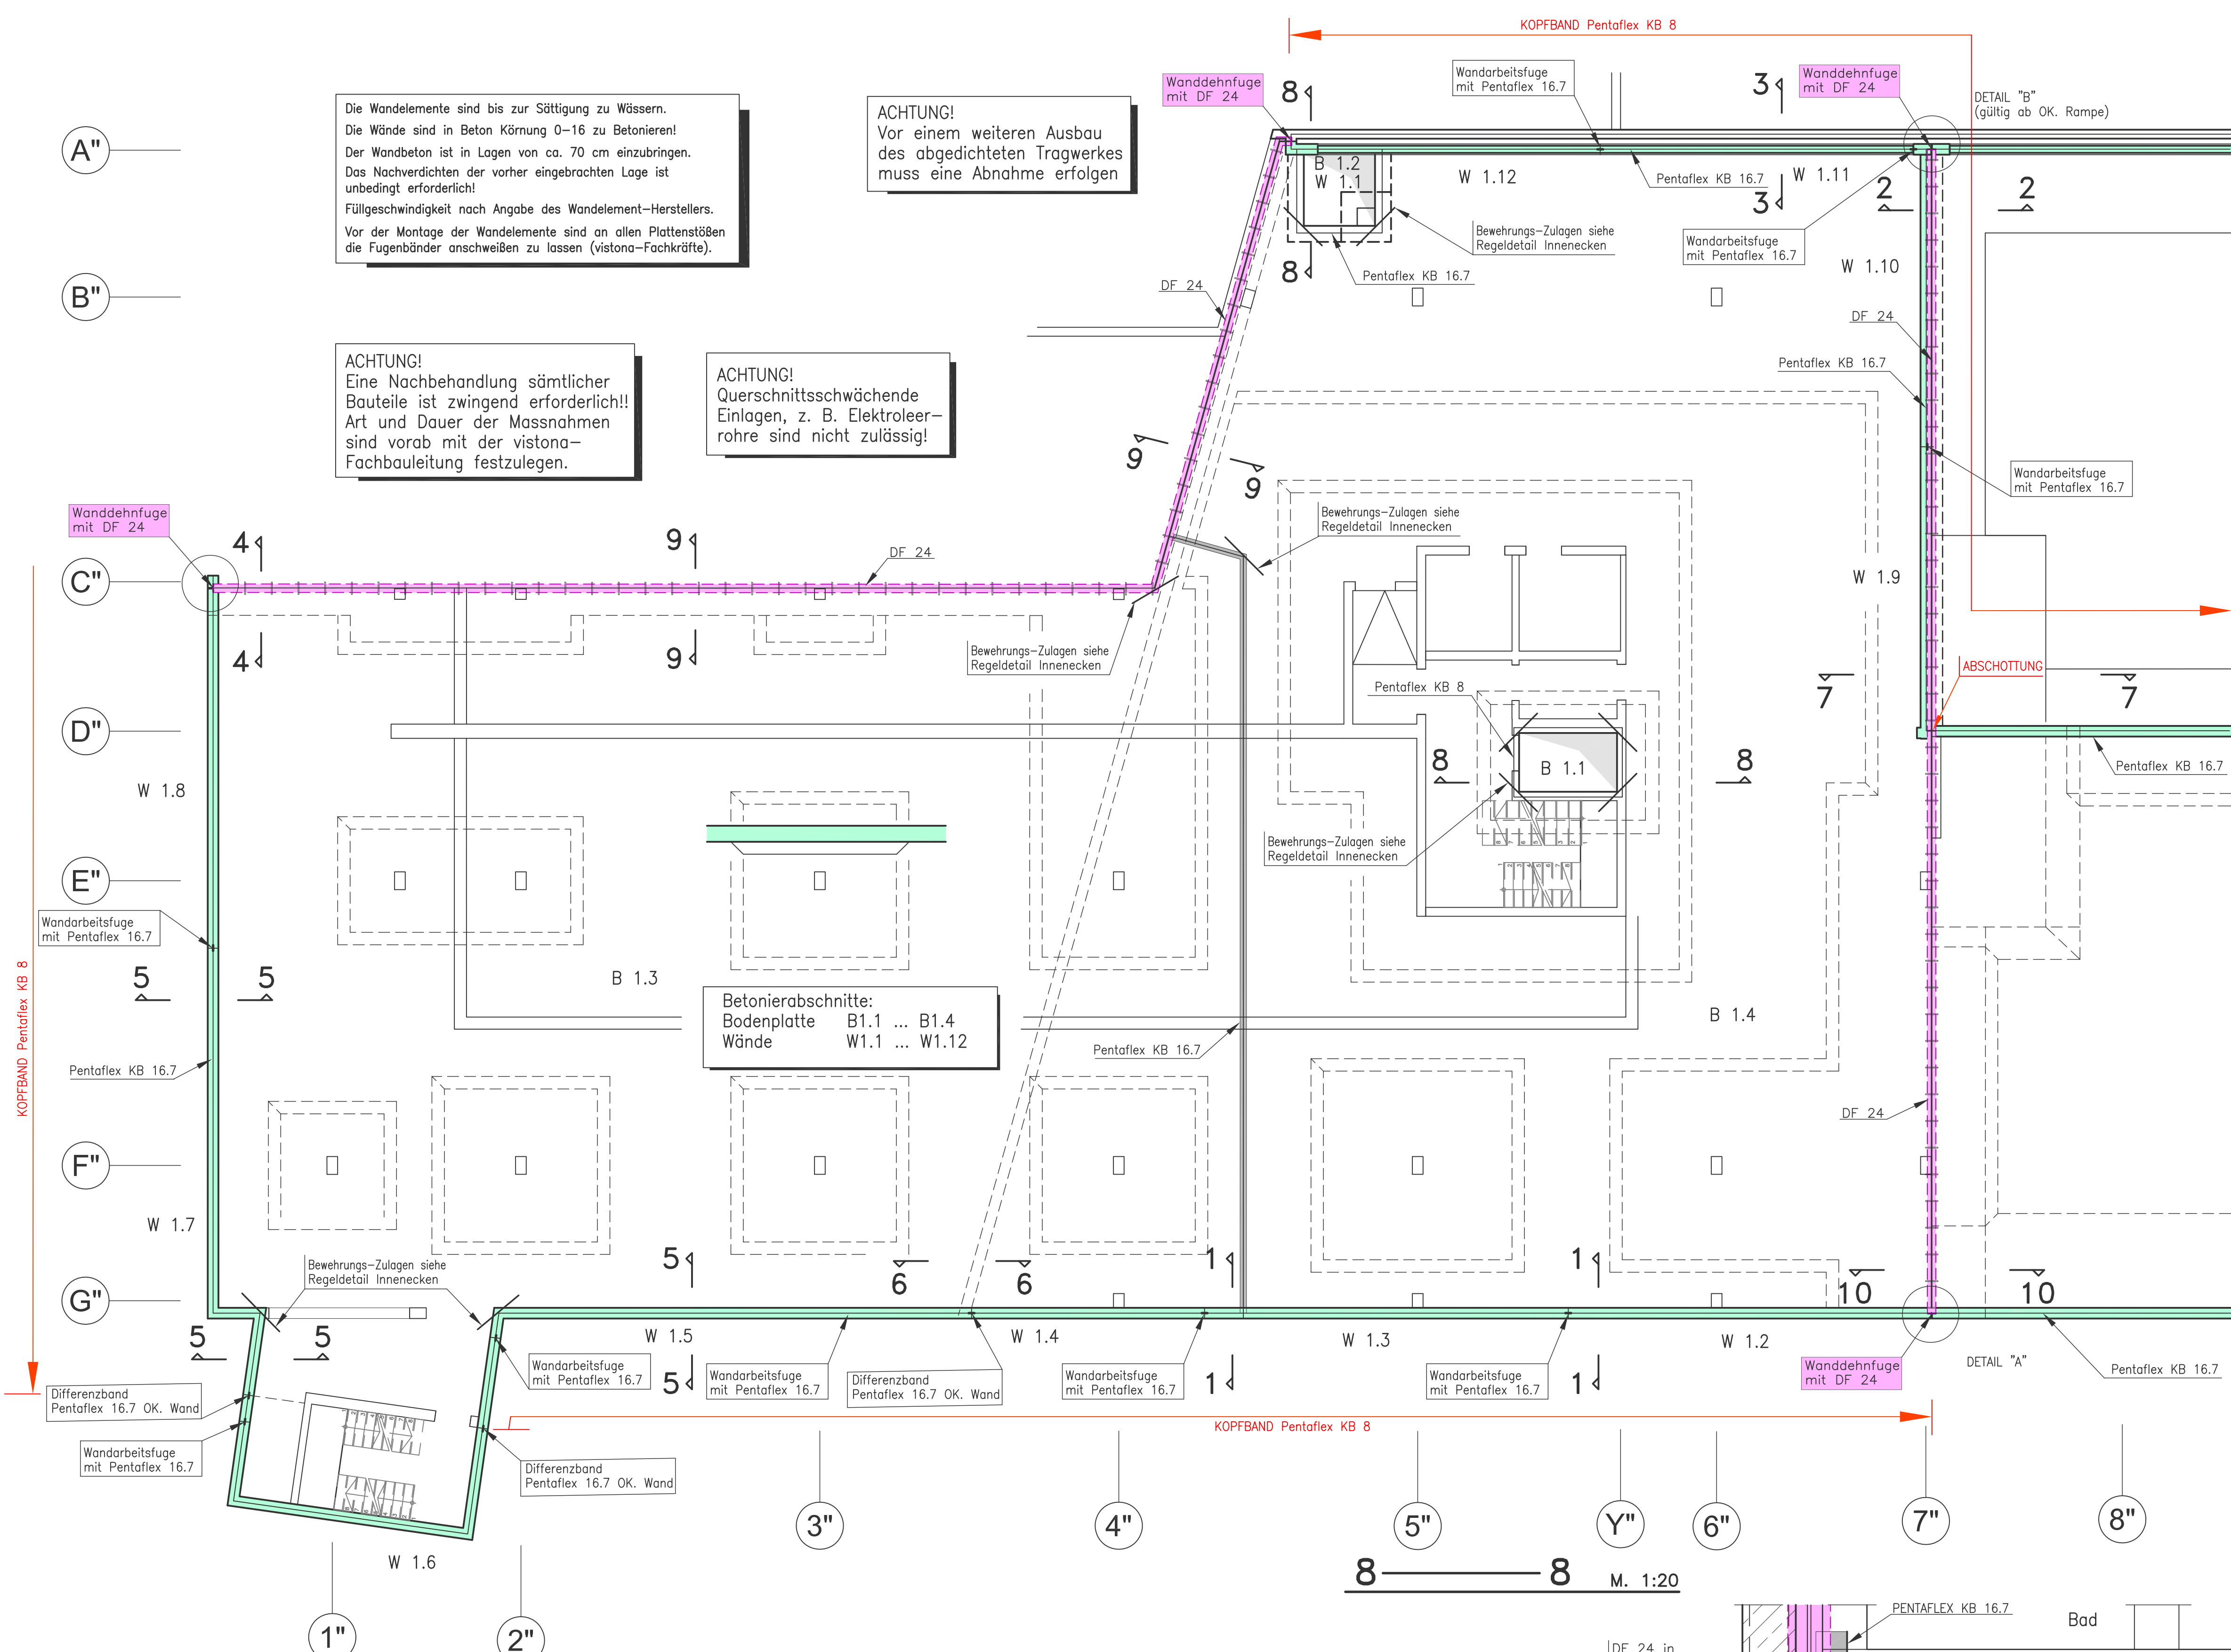 KOPFBAND Pentaflex KB 8
Wanddehnfuge
mit DF 24
8
Wandarbeitsfuge
mit Pentaflex 16.7
3
Wanddehnfuge
mit DF 24
DETAIL "B"
(gültig ab OK. Rampe)
Die Wandelemente sind bis zur Sättigung zu Wässern.
Die Wände sind in Beton Körnung 0-16 zu Betonieren!
Der Wandbeton ist in Lagen von ca. 70 cm einzubringen.
Das Nachverdichten der vorher eingebrachten Lage ist
unbedingt erforderlich!
Füllgeschwindigkeit nach Angabe des Wandelement-Herstellers.
Vor der Montage der Wandelemente sind an allen Plattenstößen
die Fugenbänder anschweißen zu lassen (vistona-Fachkräfte).
ACHTUNG!
Vor einem weiteren Ausbau
des abgedichteten Tragwerkes
muss eine Abnahme erfolgen
A"
B 1.2
W 1.1
W 1.12
Pentaflex KB 16.7
W 1.11
3
2
2
Bewehrungs-Zulagen siehe
Regeldetail Innenecken
Wandarbeitsfuge
mit Pentaflex 16.7
8
Pentaflex KB 16.7
W 1.10
B"
DF 24
DF 24
Pentaflex KB 16.7
ACHTUNG!
Eine Nachbehandlung sämtlicher
Bauteile ist zwingend erforderlich!!
Art und Dauer der Massnahmen
sind vorab mit der vistona-
Fachbauleitung festzulegen.
ACHTUNG!
Querschnittsschwächende
Einlagen, z. B. Elektroleer-
rohre sind nicht zulässig!
9
9
Wandarbeitsfuge
mit Pentaflex 16.7
Wanddehnfuge
mit DF 24
Bewehrungs-Zulagen siehe
Regeldetail Innenecken
4
9
DF 24
C"
W 1.9
4
9
Bewehrungs-Zulagen siehe
Regeldetail Innenecken
ABSCHOTTUNG
7
7
Pentaflex KB 8
D"
8
B 1.1
8
Pentaflex KB 16.7
W 1.8
Bewehrungs-Zulagen siehe
Regeldetail Innenecken
E"
Wandarbeitsfuge
mit Pentaflex 16.7
5
5
B 1.3
KOPFBAND Pentaflex KB 8
Betonierabschnitte:
Bodenplatte B1.1 ... B1.4
Wände W1.1 ... W1.12
B 1.4
Pentaflex KB 16.7
Pentaflex KB 16.7
DF 24
F"
W 1.7
Bewehrungs-Zulagen siehe
Regeldetail Innenecken
5
6
6
1
1
10
10
G"
5
5
W 1.5
W 1.4
W 1.3
W 1.2
Wandarbeitsfuge
mit Pentaflex 16.7
5
Wandarbeitsfuge
mit Pentaflex 16.7
Differenzband
Pentaflex 16.7 OK. Wand
Wandarbeitsfuge
mit Pentaflex 16.7
1
Wandarbeitsfuge
mit Pentaflex 16.7
1
Wanddehnfuge
mit DF 24
DETAIL "A"
Pentaflex KB 16.7
Differenzband
Pentaflex 16.7 OK. Wand
KOPFBAND Pentaflex KB 8
Wandarbeitsfuge
mit Pentaflex 16.7
Differenzband
Pentaflex 16.7 OK. Wand
3"
4"
5"
Y"
6"
7"
8"
W 1.6
8 8 M. 1:20
1"
2"
PENTAFLEX KB 16.7
Bad
DF 24 in